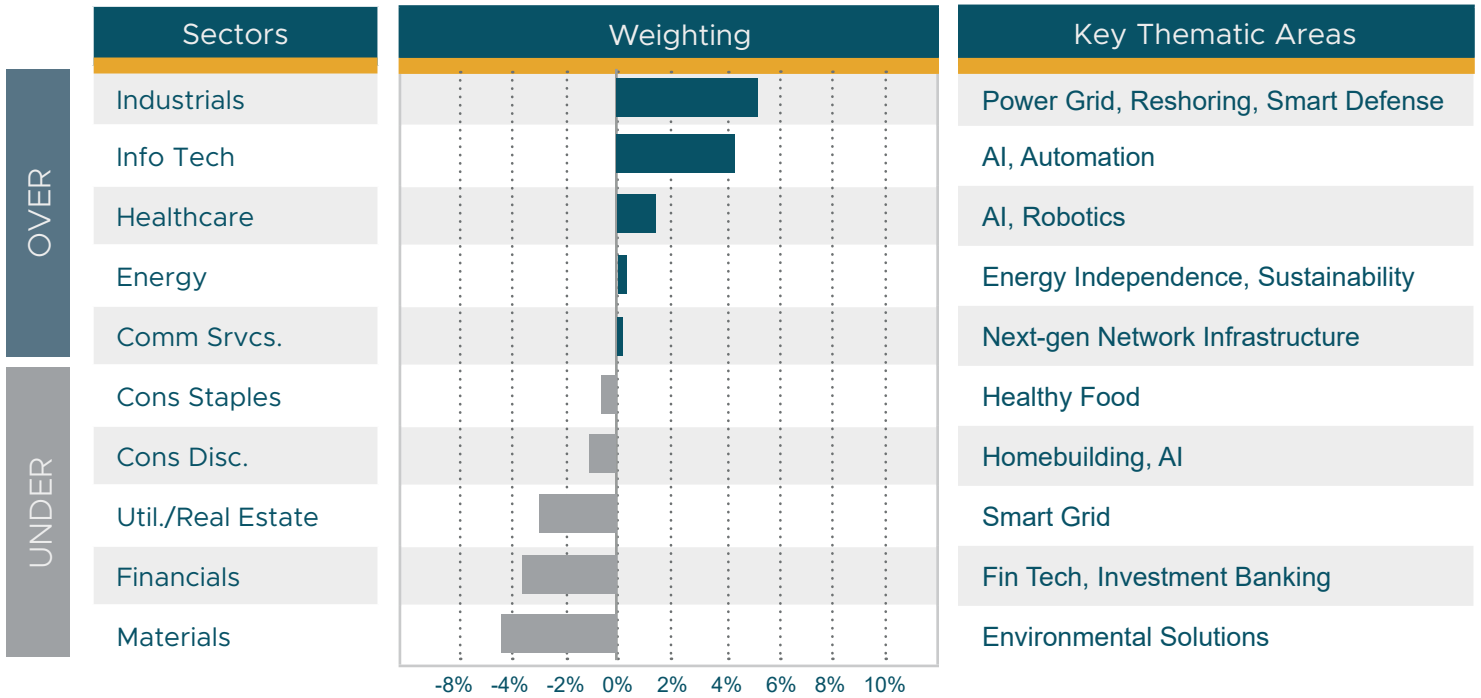 Sectors Weighting Key Thematic Areas
OVER
Industrials Power Grid, Reshoring, Smart Defense
Info Tech AI, Automation
Healthcare AI, Robotics
Energy Energy Independence, Sustainability
Comm Srvcs. Next-gen Network Infrastructure
UNDER
Cons Staples Healthy Food
Cons Disc. Homebuilding, AI
Util./Real Estate Smart Grid
Financials Fin Tech, Investment Banking
Materials Environmental Solutions
-8% -4% -2% 0% 2% 4% 6% 8% 10%